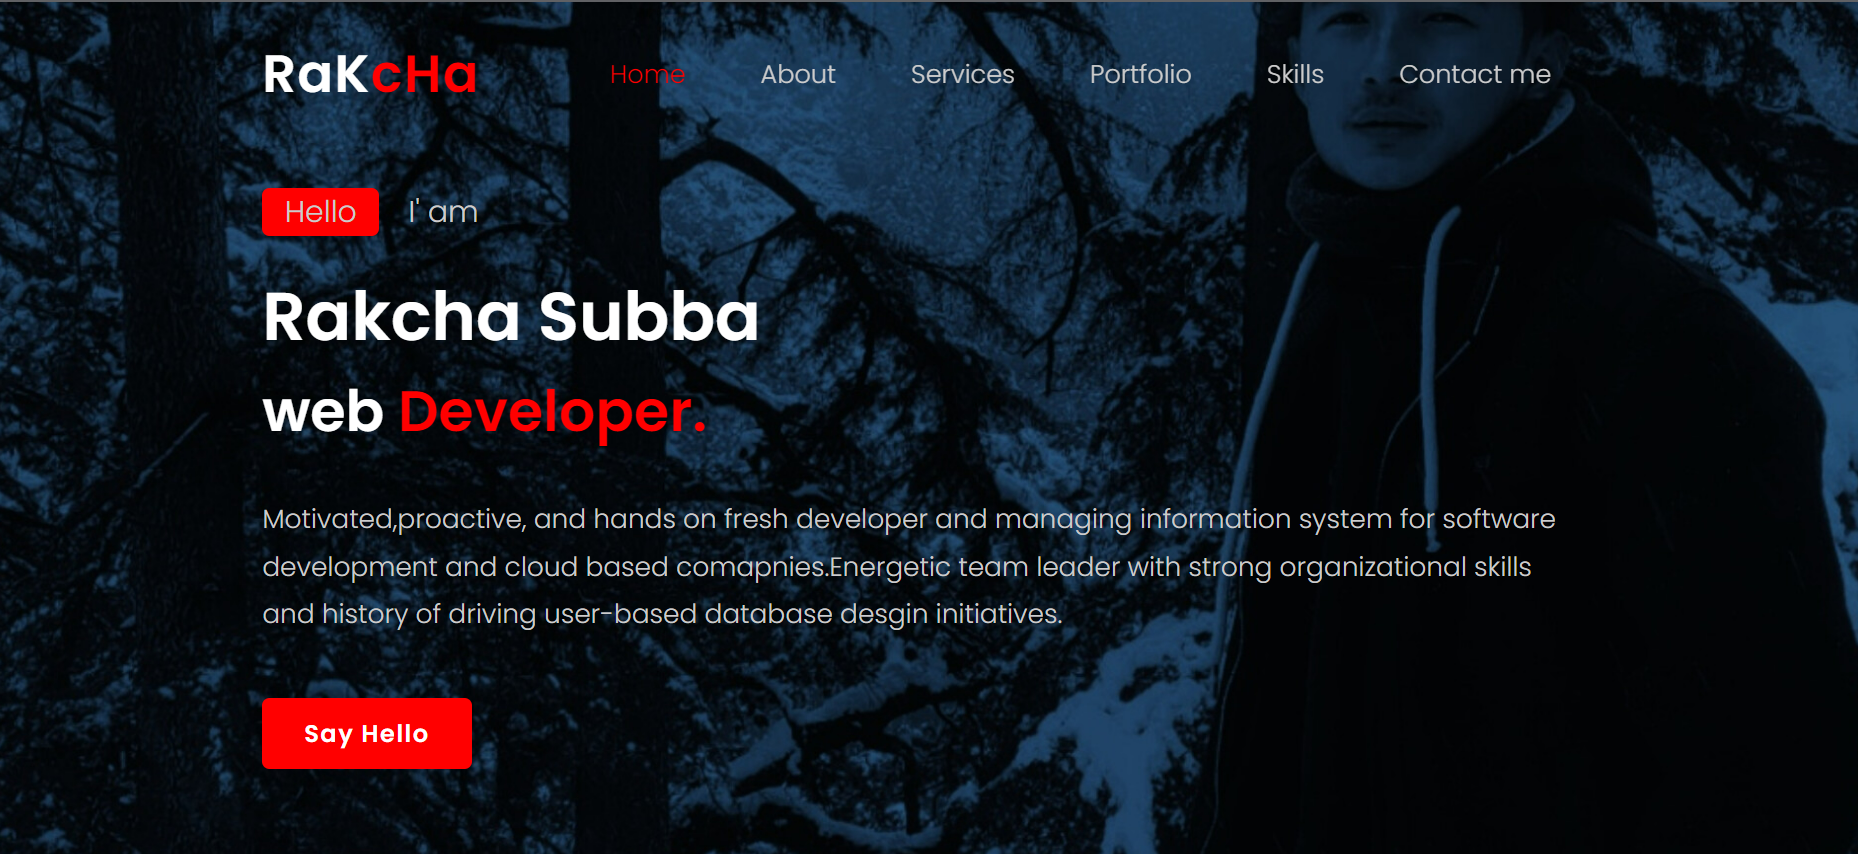 RaKcHa Home About Services Portfolio Skills Contact me
Hello I' am
Rakcha Subba
web Developer.
Motivated,proactive, and hands on fresh developer and managing information system for software
development and cloud based comapnies.Energetic team leader with strong organizational skills
and history of driving user-based database desgin initiatives.
Say Hello